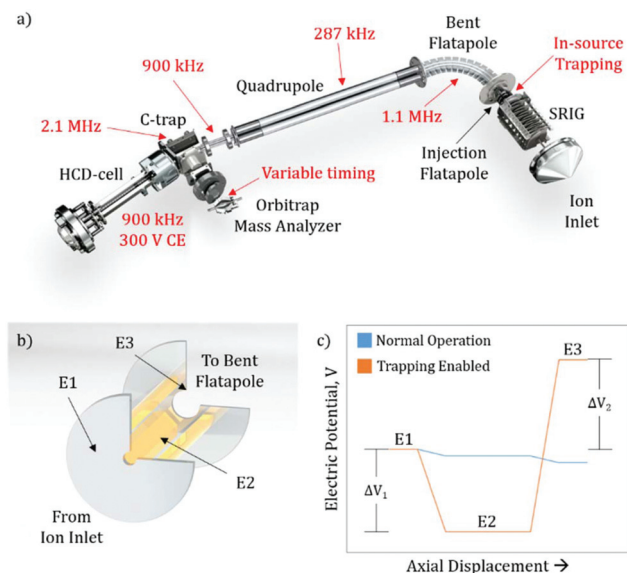 a)
287 kHz
Bent
Flatapole
In-source
Trapping
900 kHz
Quadrupole
SRIG
C-trap
2.1 MHz
1.1 MHz
HCD-cell
Injection
Flatapole
Variable timing
Ion
Inlet
900 kHz
300 V CE
Orbitrap
Mass Analyzer
b)
E3
To Bent
Flatapole
E1
E2
From
Ion Inlet
c)
Normal Operation
Trapping Enabled
E3
ΔV2
E1
ΔV1
E2
Electric Potential, V
Axial Displacement →